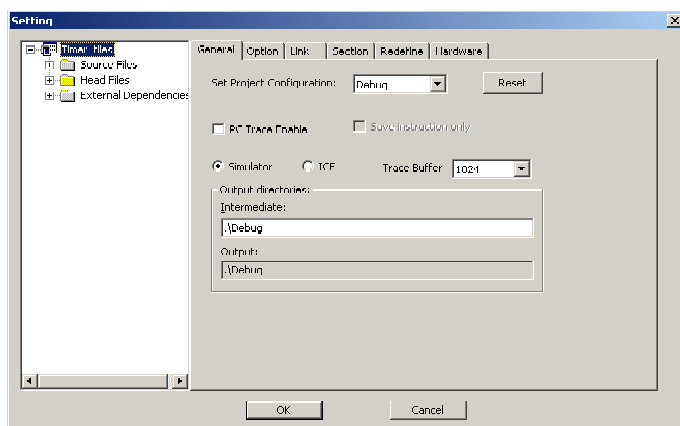 Setting
Timer Files
Source Files
Head Files
External Dependencies
General Option Link Section Redefine Hardware
Set Project Configuration: Debug Reset
PC Trace Enable Save instruction only
Simulator ICE Trace Buffer 1024
Output directories:
Intermediate:
.\Debug
Output:
.\Debug
OK Cancel